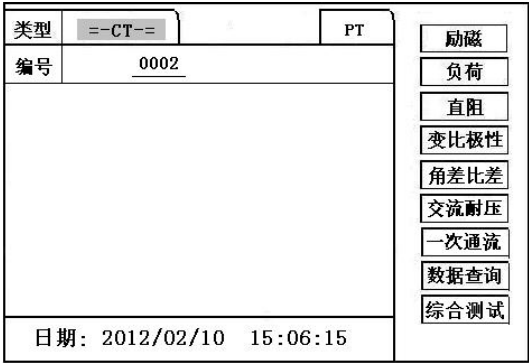 类型 =-CT-= PT
编号 0002
励磁
负荷
直阻
变比极性
角差比差
交流耐压
一次通流
数据查询
综合测试
日期: 2012/02/10 15:06:15